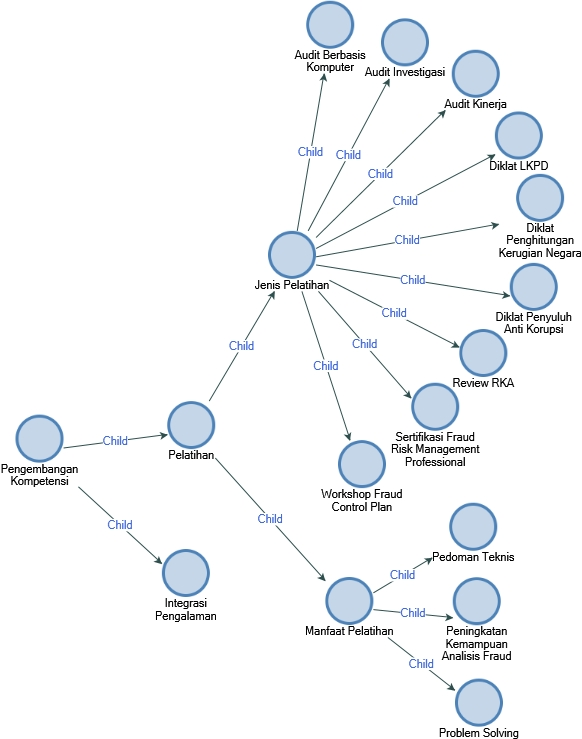 Audit Berbasis
Komputer
Audit Investigasi
Audit Kinerja
Child
Child
Child
Diklat LKPD
Child
Diklat
Penghitungan
Kerugian Negara
Child
Jenis Pelatihan
Child
Diklat Penyuluh
Anti Korupsi
Child
Child
Child
Child
Review RKA
Sertifikasi Fraud
Risk Management
Professional
Child
Pelatihan
Pengembangan
Kompetensi
Workshop Fraud
Control Plan
Child
Child
Pedoman Teknis
Child
Integrasi
Pengalaman
Child
Manfaat Pelatihan
Peningkatan
Kemampuan
Analisis Fraud
Child
Problem Solving